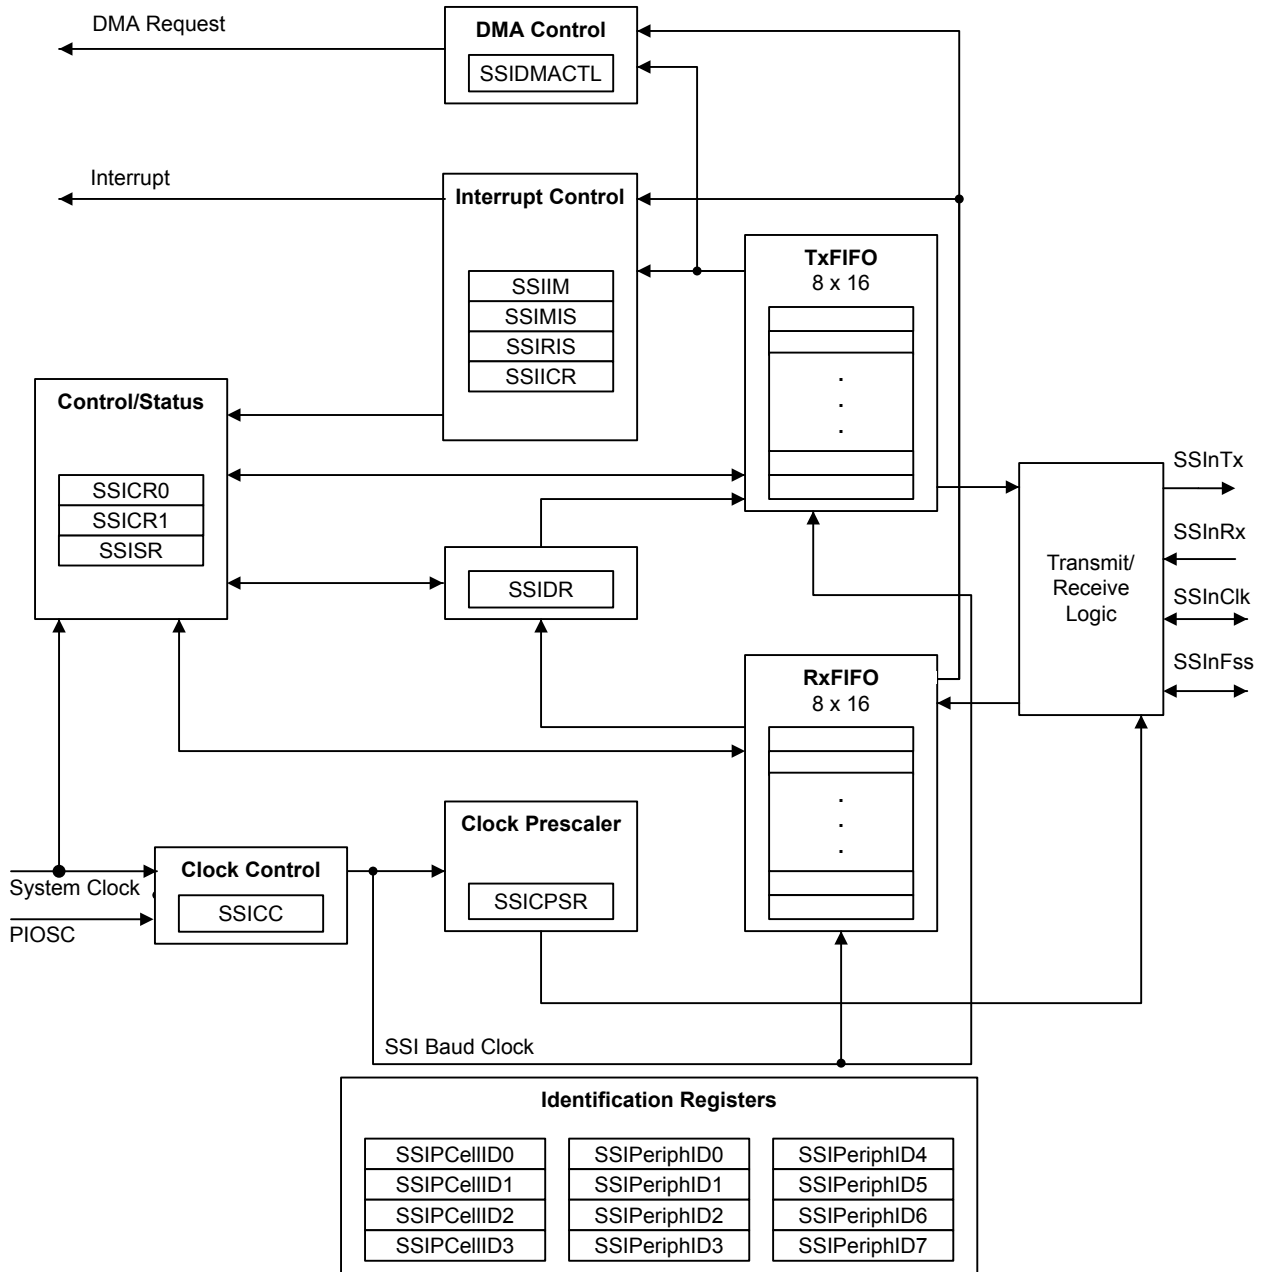 DMA Request
DMA Control
SSIDMACTL
Interrupt
Interrupt Control
SSIIM
SSIMIS
SSIRIS
SSIICR
TxFIFO
8 x 16
.
.
.
Control/Status
SSICR0
SSICR1
SSISR
SSIDR
Transmit/
Receive
Logic
SSInTx
SSInRx
SSInClk
SSInFss
RxFIFO
8 x 16
.
.
.
Clock Prescaler
SSICPSR
Clock Control
SSICC
System Clock
PIOSC
SSI Baud Clock
Identification Registers
SSIPCellID0
SSIPCellID1
SSIPCellID2
SSIPCellID3
SSIPeriphID0
SSIPeriphID1
SSIPeriphID2
SSIPeriphID3
SSIPeriphID4
SSIPeriphID5
SSIPeriphID6
SSIPeriphID7